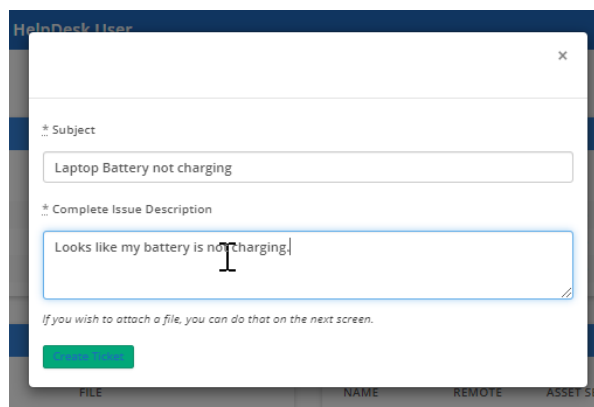 HelpDesk User
×
* Subject
Laptop Battery not charging
* Complete Issue Description
Looks like my battery is not charging.
If you wish to attach a file, you can do that on the next screen.
Create Ticket
FILE NAME REMOTE ASSET